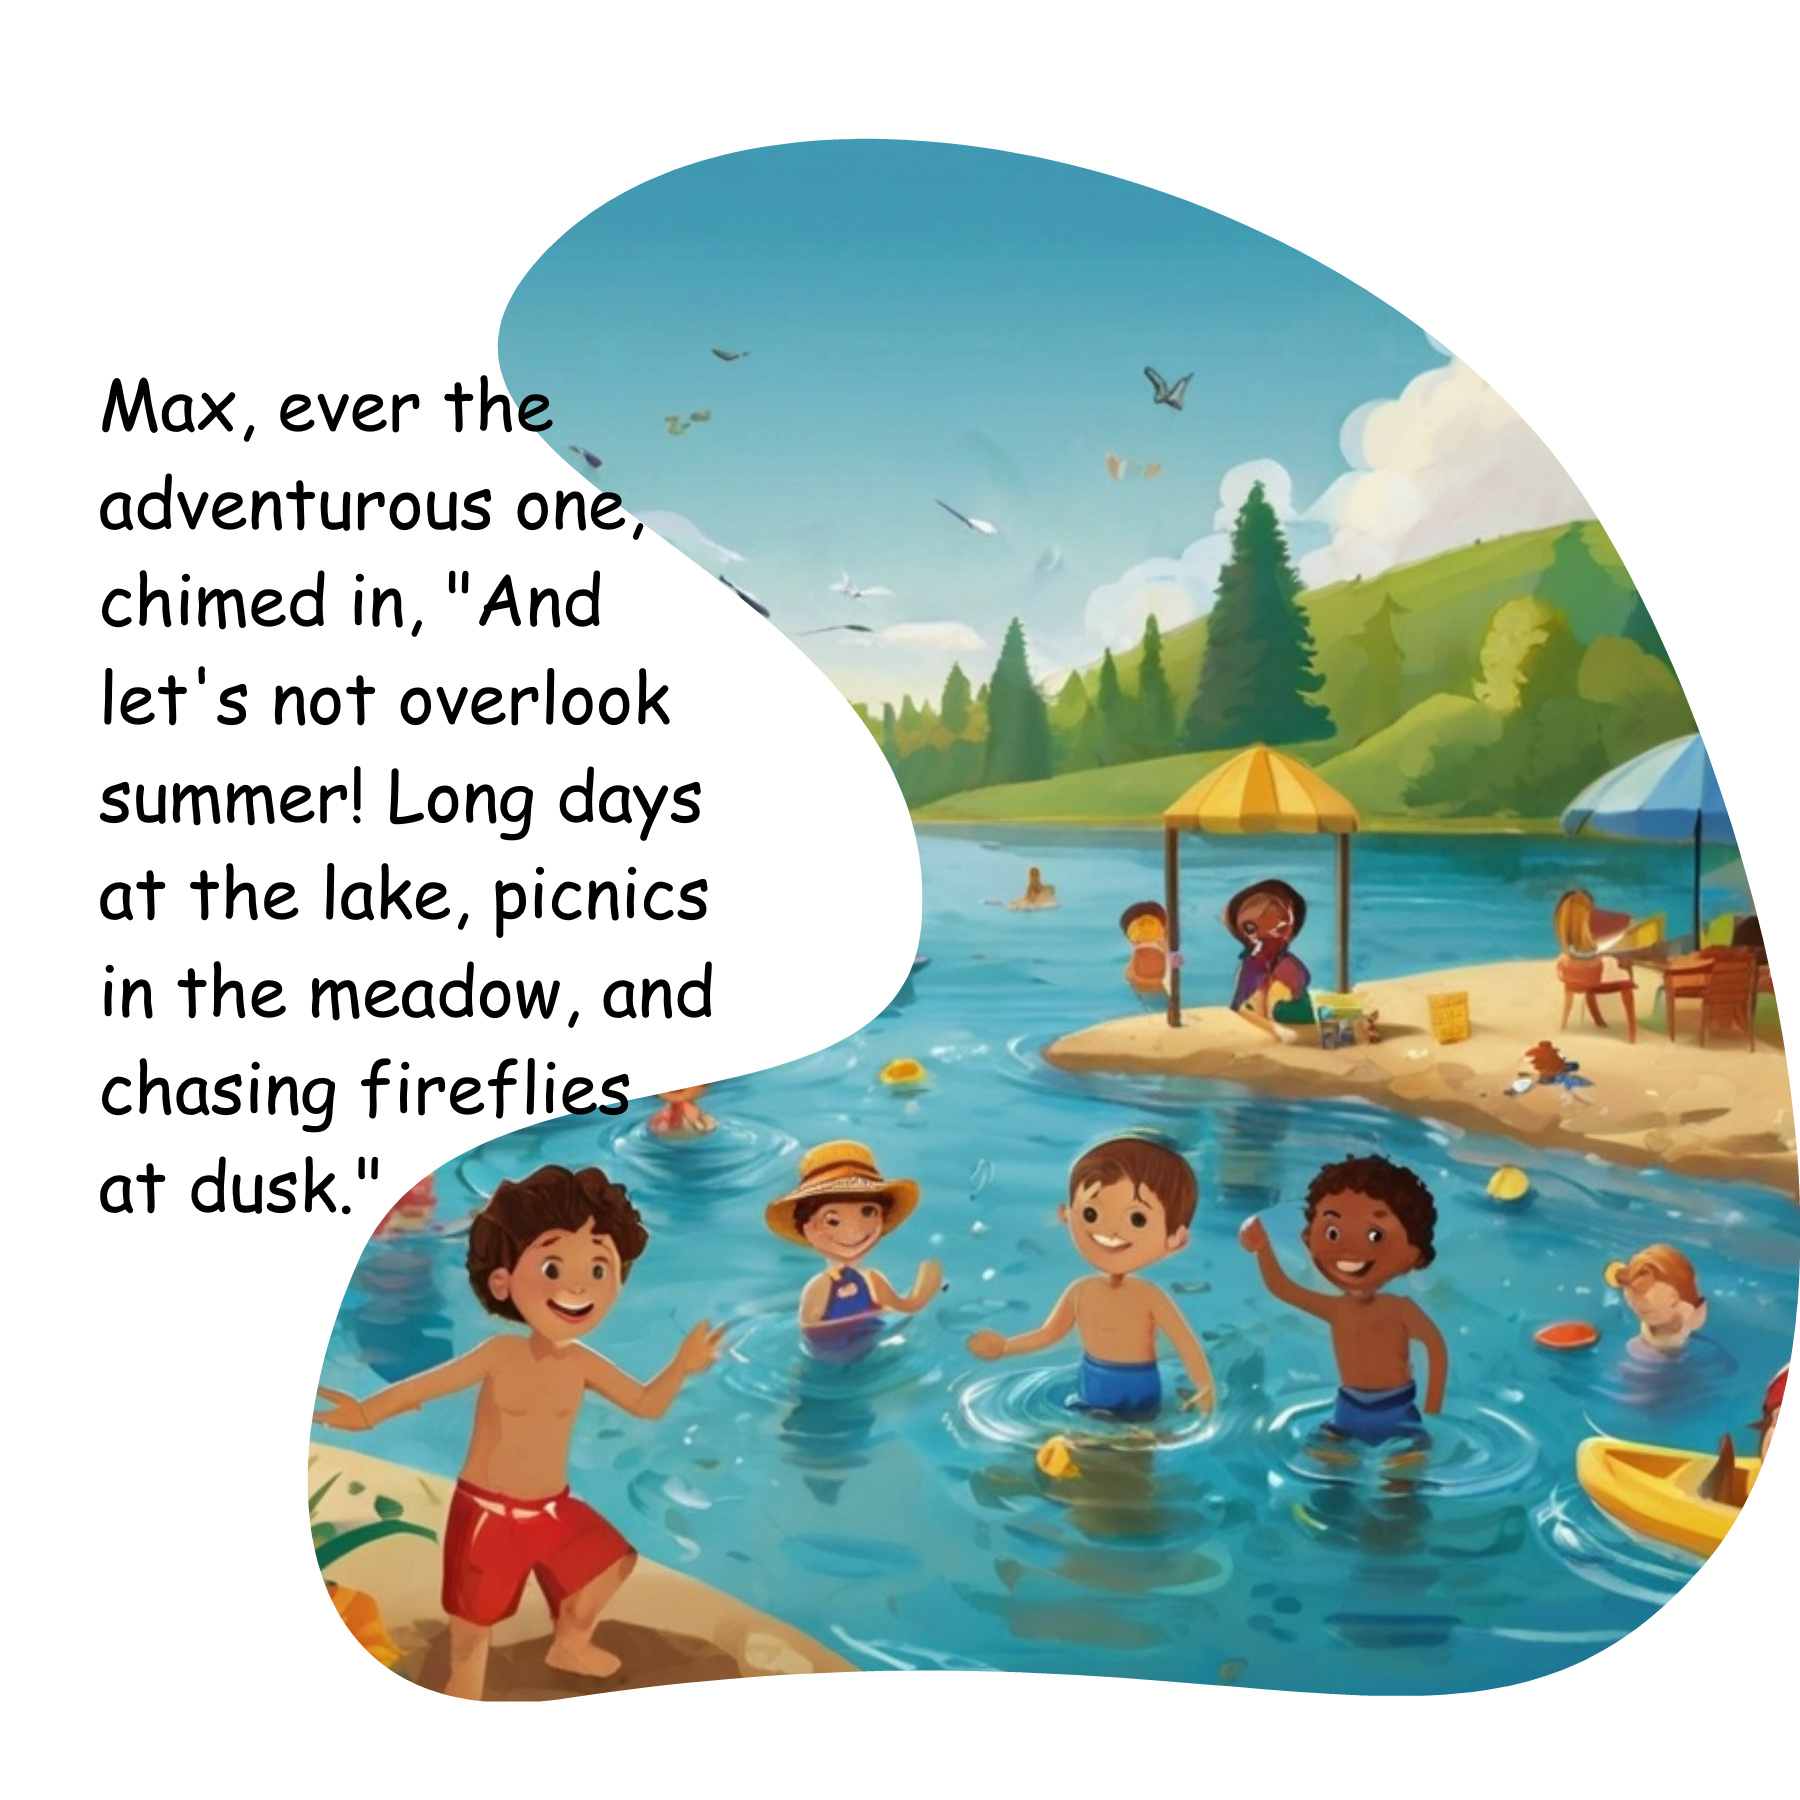 Max, ever the
adventurous one,
chimed in, "And
let's not overlook
summer! Long days
at the lake, picnics
in the meadow, and
chasing fireflies
at dusk."